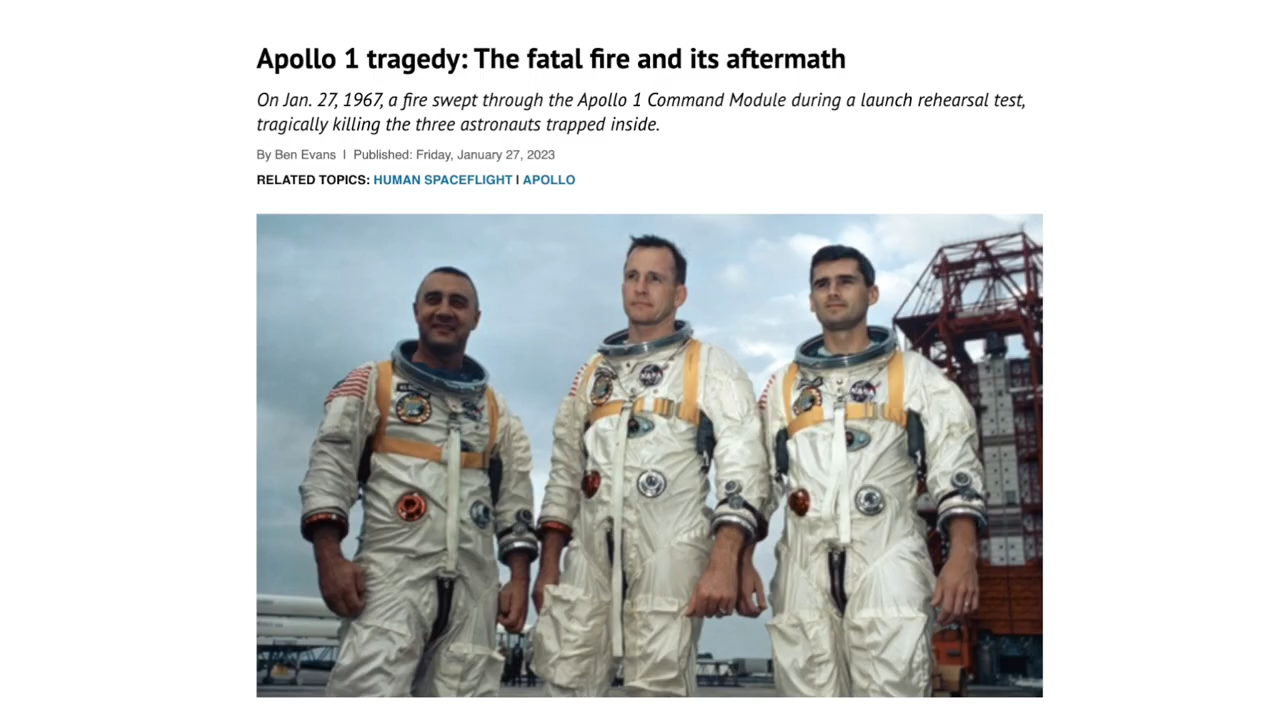 Apollo 1 tragedy: The fatal fire and its aftermath
On Jan. 27, 1967, a fire swept through the Apollo 1 Command Module during a launch rehearsal test,
tragically killing the three astronauts trapped inside.
By Ben Evans | Published: Friday, January 27, 2023
RELATED TOPICS: HUMAN SPACEFLIGHT | APOLLO
NASA
NASA